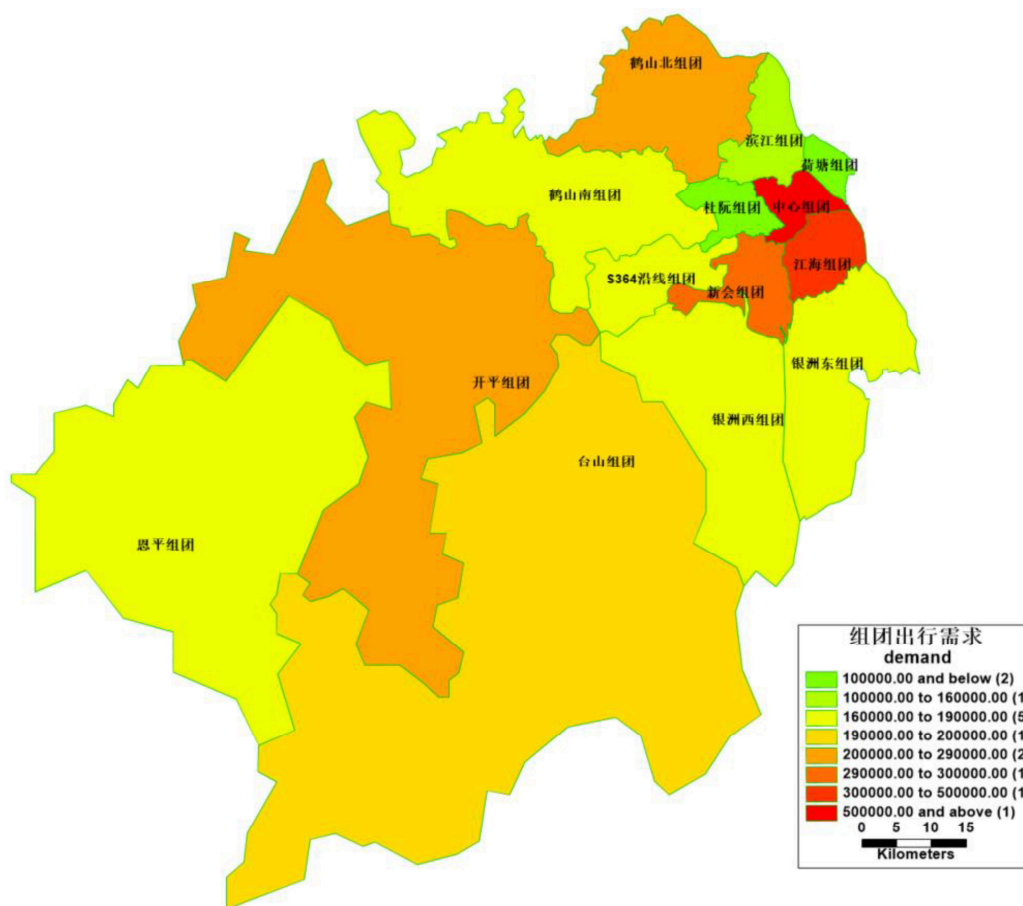 鹤山北组团
滨江组团
荷塘组团
鹤山南组团
杜阮组团
中心组团
江海组团
S364沿线组团
新会组团
银洲东组团
开平组团
银洲西组团
台山组团
恩平组团
组团出行需求
demand
100000.00 and below (2)
100000.00 to 160000.00 (1
160000.00 to 190000.00 (5
190000.00 to 200000.00 (1
200000.00 to 290000.00 (2
290000.00 to 300000.00 (1
300000.00 to 500000.00 (1
500000.00 and above (1)
0 5 10 15
Kilometers